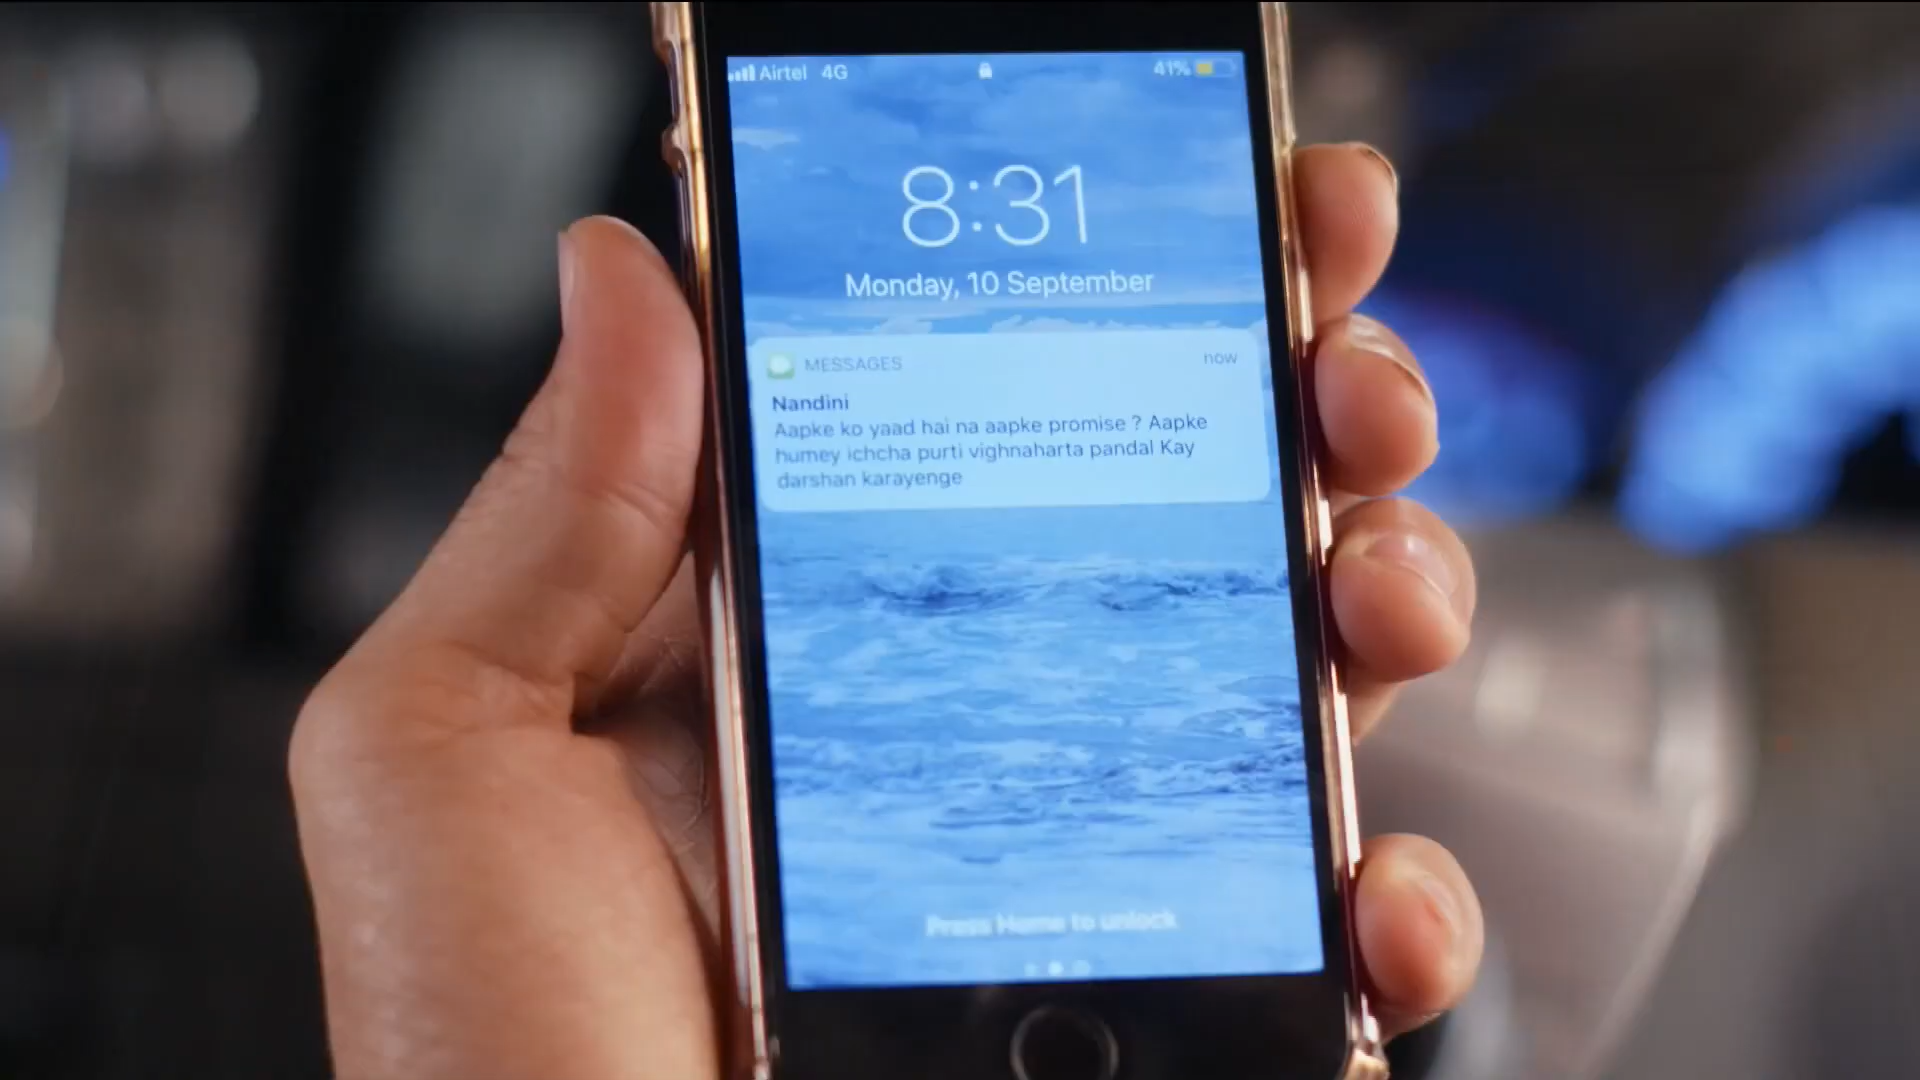 Airtel 4G 41%
8:31
Monday, 10 September
MESSAGES now
Nandini
Aapke ko yaad hai na aapke promise ? Aapke
humey ichcha purti vighnaharta pandal Kay
darshan karayenge
Press Home to unlock